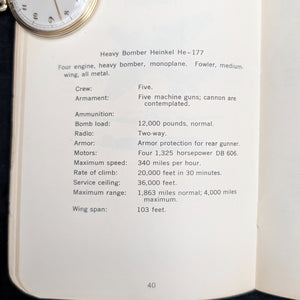 Heavy Bomber Heinkel He-177
Four engine, heavy bomber, monoplane. Fowler, medium
wing, all metal.
Crew: Five.
Armament: Five machine guns; cannon are
contemplated.
Ammunition:
Bomb load: 12,000 pounds, normal.
Radio: Two-way.
Armor: Armor protection for rear gunner.
Motors: Four 1,325 horsepower DB 606.
Maximum speed: 340 miles per hour.
Rate of climb: 20,000 feet in 30 minutes.
Service ceiling: 36,000 feet.
Maximum range: 1,863 miles normal; 4,000 miles
maximum.
Wing span: 103 feet.
40